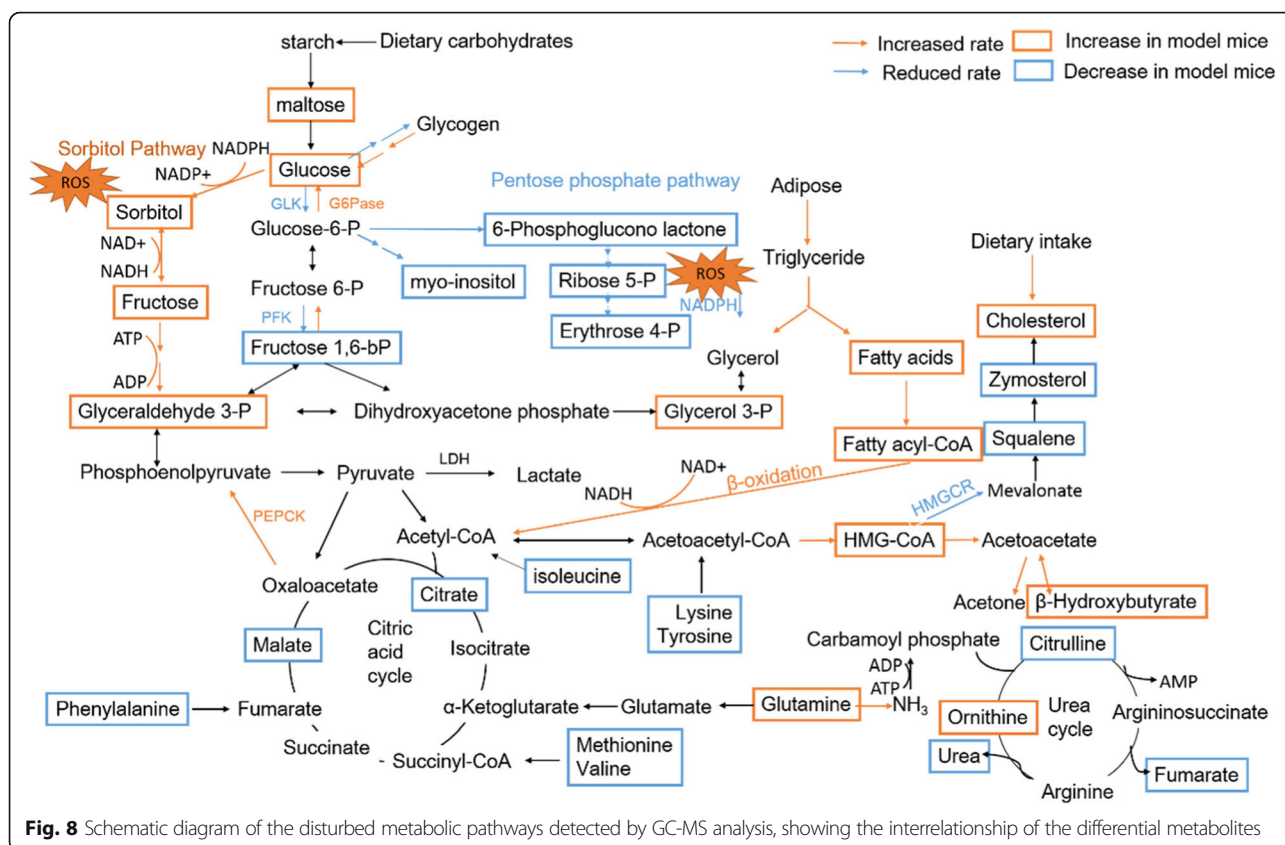 starch
Dietary carbohydrates
Increased rate
Increase in model mice
Reduced rate
Decrease in model mice
maltose
Glycogen
Sorbitol Pathway
NADPH
NADP+
ROS
Glucose
Sorbitol
GLK
G6Pase
Pentose phosphate pathway
Adipose
Glucose-6-P
6-Phosphoglucono lactone
Dietary intake
NAD+
NADH
Triglyceride
myo-inositol
Ribose 5-P
ROS
NADPH
Fructose
Fructose 6-P
Cholesterol
PFK
Erythrose 4-P
ATP
ADP
Fructose 1,6-bP
Glycerol
Fatty acids
Zymosterol
Glyceraldehyde 3-P
Dihydroxyacetone phosphate
Glycerol 3-P
Fatty acyl-CoA
Squalene
Phosphoenolpyruvate
Pyruvate
LDH
Lactate
NAD+
NADH
β-oxidation
Mevalonate
HMGCR
PEPCK
Acetyl-CoA
Acetoacetyl-CoA
HMG-CoA
Acetoacetate
Oxaloacetate
Citrate
isoleucine
Lysine
Tyrosine
Acetone
β-Hydroxybutyrate
Malate
Citric
acid
cycle
Isocitrate
Carbamoyl phosphate
Citrulline
ADP
ATP
AMP
Phenylalanine
Fumarate
α-Ketoglutarate
Glutamate
Glutamine
NH₃
Ornithine
Urea
cycle
Argininosuccinate
Succinate
Succinyl-CoA
Methionine
Valine
Urea
Arginine
Fumarate
Fig. 8 Schematic diagram of the disturbed metabolic pathways detected by GC-MS analysis, showing the interrelationship of the differential metabolites